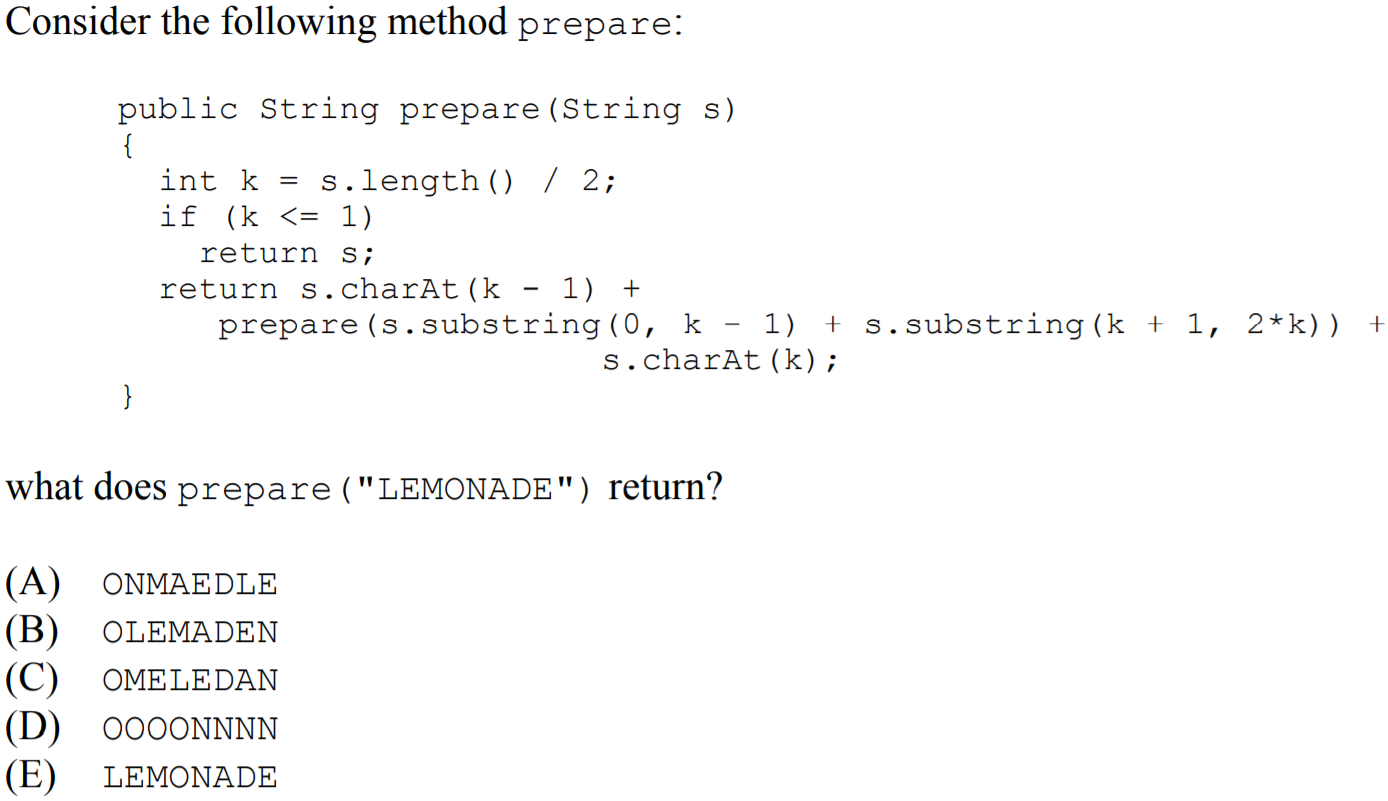 Consider the following method prepare:
public String prepare(String s)
{
int k = s.length() / 2;
if (k <= 1)
return s;
return s.charAt(k - 1) +
prepare(s.substring(0, k - 1) + s.substring(k + 1, 2*k)) +
s.charAt(k);
}
what does prepare("LEMONADE") return?
(A) ONMAEDLE
(B) OLEMADEN
(C) OMELEDAN
(D) OOOONNNN
(E) LEMONADE